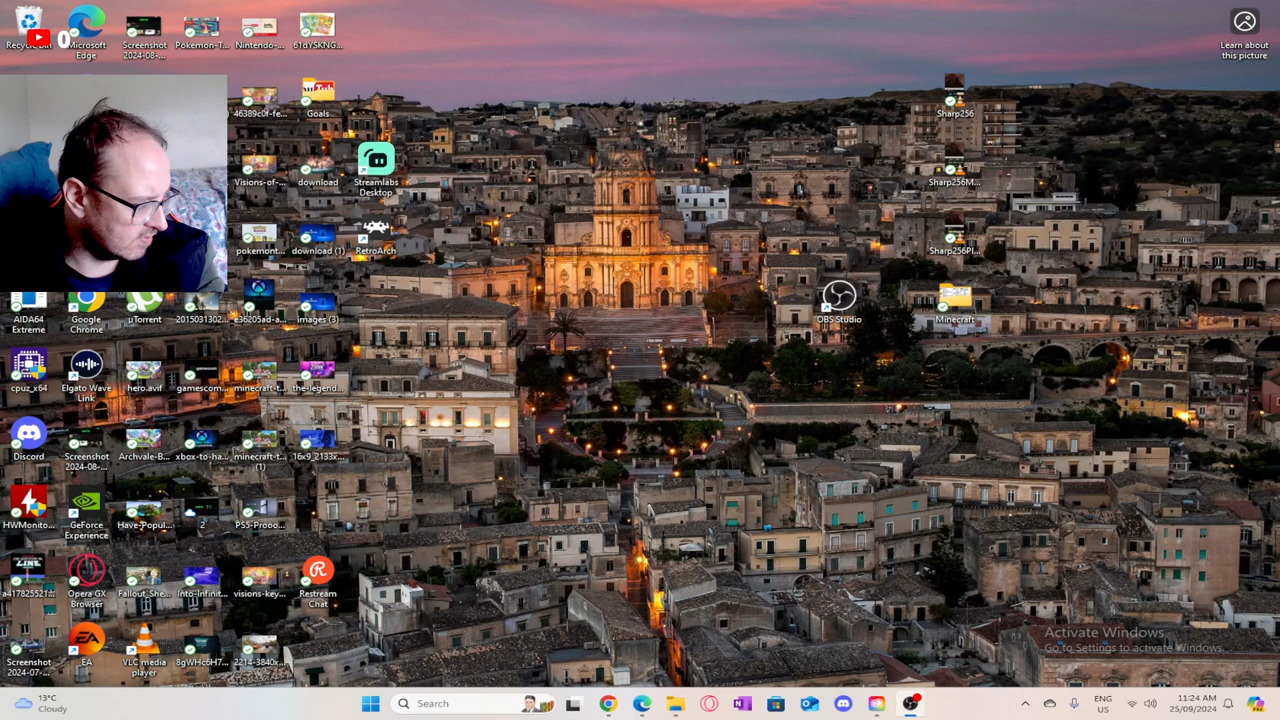 Recycle Bin
0
Microsoft
Edge
Screenshot
2024-08-...
Pokemon-T...
Nintendo-...
61dYSKNG...
Learn about
this picture
46389c0f-fe...
Goals
Sharp256
Visions-of-...
download
Streamlabs
Desktop
Sharp256M...
pokemont...
download (1)
RetroArch
Sharp256Pl...
AIDA64
Extreme
Google
Chrome
µTorrent
2015031302...
e36205ad-a...
images (3)
OBS Studio
Minecraft
cpuz_x64
Elgato Wave
Link
hero.avif
gamescom...
minecraft-t...
the-legend...
Discord
Screenshot
2024-08-...
Archvale-B...
xbox-to-ha...
minecraft-t...
(1)
16x9_2133x...
HWMonito...
GeForce
Experience
Have-Popul...
2
PS5-Prooo...
a417825521...
Opera GX
Browser
Fallout_She...
Into-Infinit...
visions-key...
Restream
Chat
Screenshot
2024-07-...
EA
VLC media
player
8gWHc6H7...
2214-3840x...
Activate Windows
Go to Settings to activate Windows.
13°C
Cloudy
Search
ENG
US
11:24 AM
25/09/2024